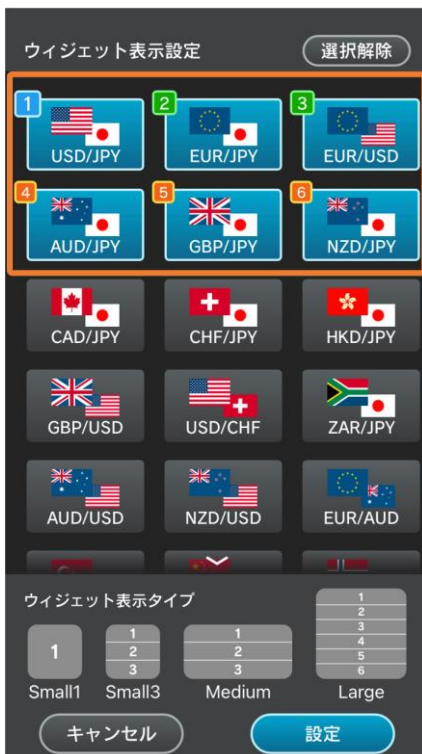 ウィジェット表示設定 選択解除
1 2 3
USD/JPY EUR/JPY EUR/USD
4 5 6
AUD/JPY GBP/JPY NZD/JPY
CAD/JPY CHF/JPY HKD/JPY
GBP/USD USD/CHF ZAR/JPY
AUD/USD NZD/USD EUR/AUD
ウィジェット表示タイプ
1
1
2
3
1
2
3
1
2
3
4
5
6
Small1 Small3 Medium Large
キャンセル 設定